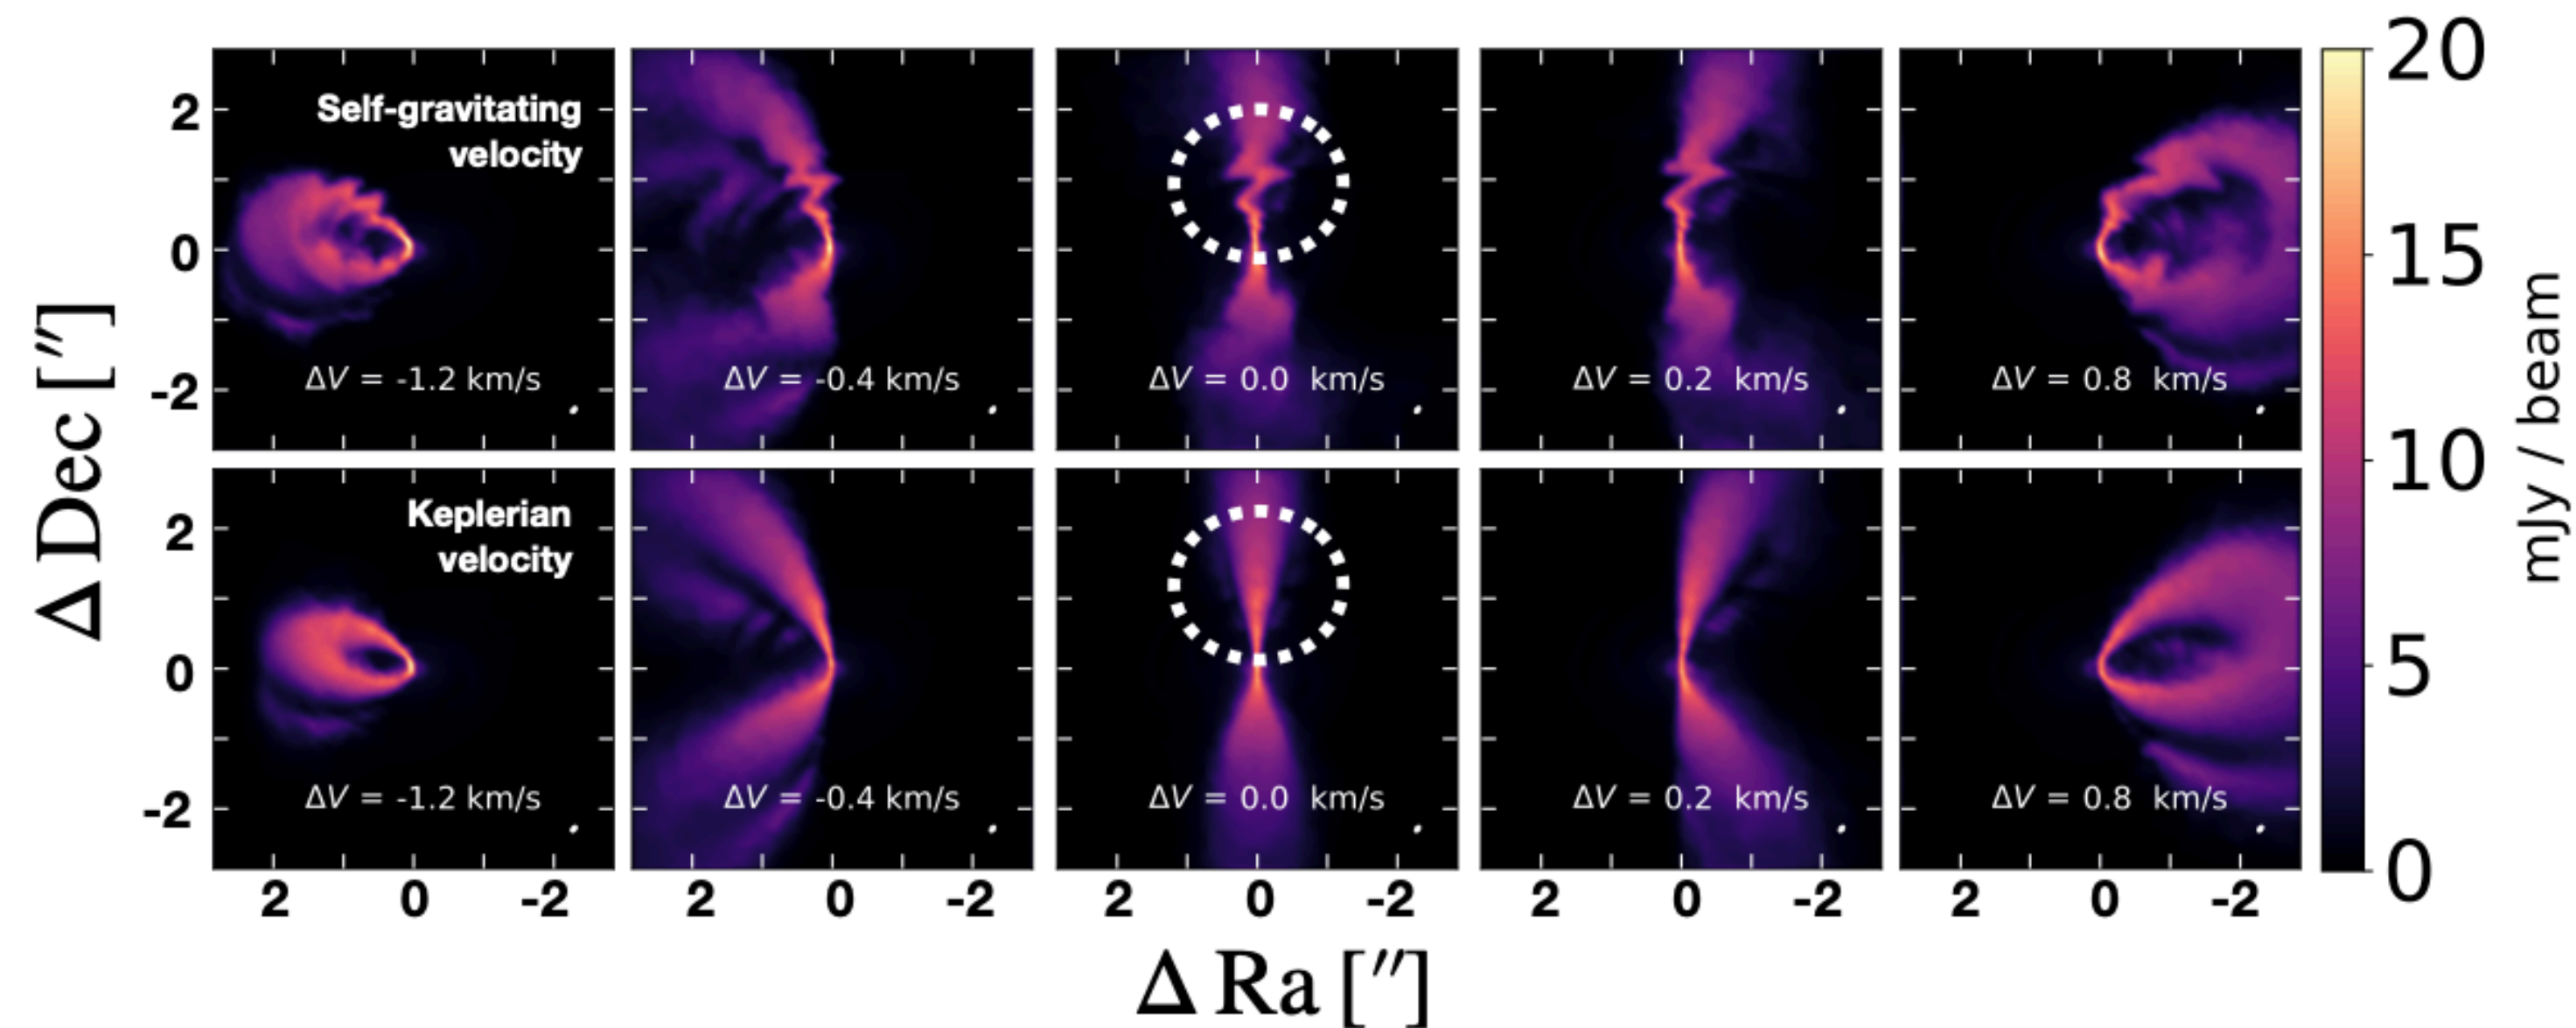 Self-gravitating
velocity
ΔV = -1.2 km/s
ΔV = -0.4 km/s
ΔV = 0.0 km/s
ΔV = 0.2 km/s
ΔV = 0.8 km/s
2
0
-2
Keplerian
velocity
ΔV = -1.2 km/s
ΔV = -0.4 km/s
ΔV = 0.0 km/s
ΔV = 0.2 km/s
ΔV = 0.8 km/s
2
0
-2
2 0 -2
2 0 -2
2 0 -2
2 0 -2
2 0 -2
Δ Dec [″]
Δ Ra [″]
20
15
10
5
0
mJy / beam